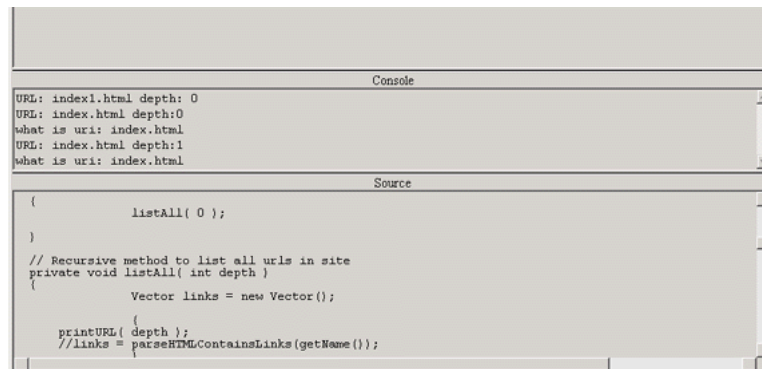 Console
URL: index1.html depth: 0
URL: index.html depth:0
what is uri: index.html
URL: index.html depth:1
what is uri: index.html
Source
{
listAll( 0 );
}
// Recursive method to list all urls in site
private void listAll( int depth )
{
Vector links = new Vector();
{
printURL( depth );
//links = parseHTMLContainsLinks(getName());